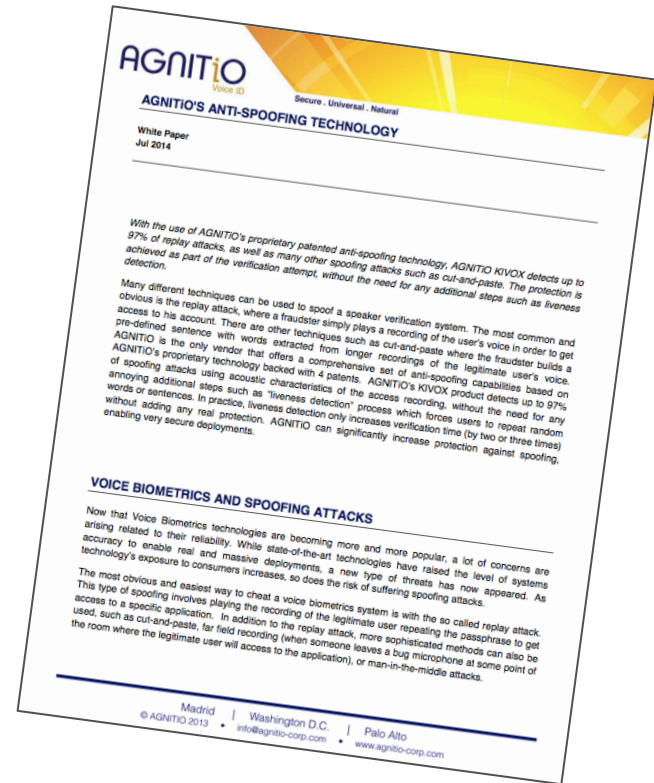 AGNITiO
Voice ID
Secure . Universal . Natural
AGNITIO'S ANTI-SPOOFING TECHNOLOGY
White Paper
Jul 2014
With the use of AGNITIO's proprietary patented anti-spoofing technology, AGNITIO KIVOX detects up to
97% of replay attacks, as well as many other spoofing attacks such as cut-and-paste. The protection is
achieved as part of the verification attempt, without the need for any additional steps such as liveness
detection.
Many different techniques can be used to spoof a speaker verification system. The most common and
obvious is the replay attack, where a fraudster simply plays a recording of the user's voice in order to get
access to his account. There are other techniques such as cut-and-paste where the fraudster builds a
pre-defined sentence with words extracted from longer recordings of the legitimate user's voice.
AGNITIO is the only vendor that offers a comprehensive set of anti-spoofing capabilities based on
AGNITIO's proprietary technology backed with 4 patents. AGNITIO's KIVOX product detects up to 97%
of spoofing attacks using acoustic characteristics of the access recording, without the need for any
annoying additional steps such as "liveness detection" process which forces users to repeat random
words or sentences. In practice, liveness detection only increases verification time (by two or three times)
without adding any real protection. AGNITIO can significantly increase protection against spoofing,
enabling very secure deployments.
VOICE BIOMETRICS AND SPOOFING ATTACKS
Now that Voice Biometrics technologies are becoming more and more popular, a lot of concerns are
arising related to their reliability. While state-of-the-art technologies have raised the level of systems
accuracy to enable real and massive deployments, a new type of threats has now appeared. As
technology's exposure to consumers increases, so does the risk of suffering spoofing attacks.
The most obvious and easiest way to cheat a voice biometrics system is with the so called replay attack.
This type of spoofing involves playing the recording of the legitimate user repeating the passphrase to get
access to a specific application. In addition to the replay attack, more sophisticated methods can also be
used, such as cut-and-paste, far field recording (when someone leaves a bug microphone at some point of
the room where the legitimate user will access to the application), or man-in-the-middle attacks.
Madrid | Washington D.C. | Palo Alto
© AGNITIO 2013 • info@agnitio-corp.com • www.agnitio-corp.com